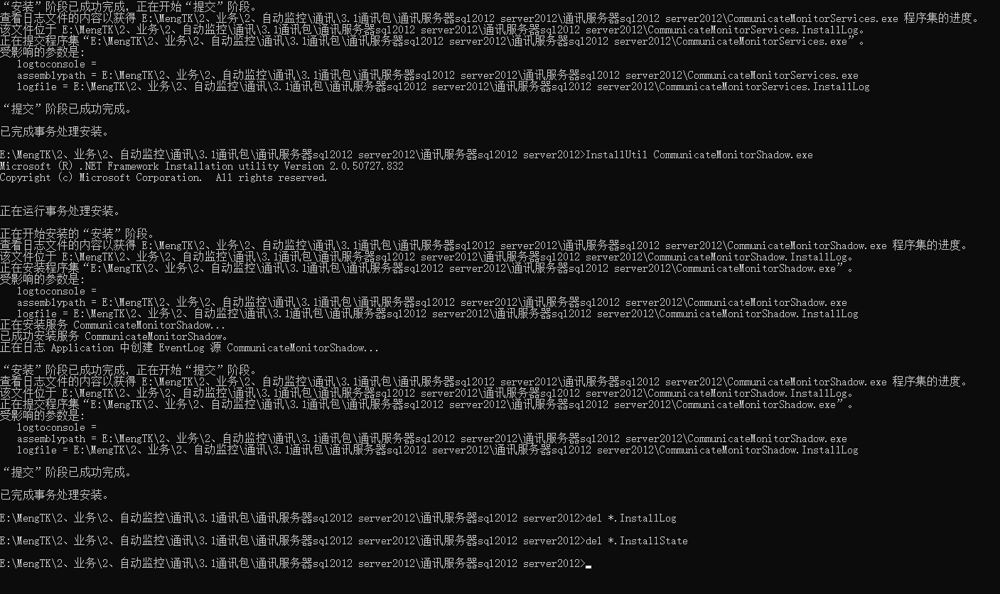 “安装”阶段已成功完成，正在开始“提交”阶段。
查看日志文件的内容以获得 E:\MengTK\2、业务\2、自动监控\通讯\3.1通讯包\通讯服务器sql2012 server2012\通讯服务器sql2012 server2012\CommunicateMonitorServices.exe 程序集的进度。
该文件位于 E:\MengTK\2、业务\2、自动监控\通讯\3.1通讯包\通讯服务器sql2012 server2012\通讯服务器sql2012 server2012\CommunicateMonitorServices.InstallLog。
正在提交程序集“E:\MengTK\2、业务\2、自动监控\通讯\3.1通讯包\通讯服务器sql2012 server2012\通讯服务器sql2012 server2012\CommunicateMonitorServices.exe”。
受影响的参数是:
   logtoconsole =
   assemblypath = E:\MengTK\2、业务\2、自动监控\通讯\3.1通讯包\通讯服务器sql2012 server2012\通讯服务器sql2012 server2012\CommunicateMonitorServices.exe
   logfile = E:\MengTK\2、业务\2、自动监控\通讯\3.1通讯包\通讯服务器sql2012 server2012\通讯服务器sql2012 server2012\CommunicateMonitorServices.InstallLog
“提交”阶段已成功完成。
已完成事务处理安装。
E:\MengTK\2、业务\2、自动监控\通讯\3.1通讯包\通讯服务器sql2012 server2012\通讯服务器sql2012 server2012>InstallUtil CommunicateMonitorShadow.exe
Microsoft (R) .NET Framework Installation utility Version 2.0.50727.832
Copyright (c) Microsoft Corporation.  All rights reserved.
正在运行事务处理安装。
正在开始安装的“安装”阶段。
查看日志文件的内容以获得 E:\MengTK\2、业务\2、自动监控\通讯\3.1通讯包\通讯服务器sql2012 server2012\通讯服务器sql2012 server2012\CommunicateMonitorShadow.exe 程序集的进度。
该文件位于 E:\MengTK\2、业务\2、自动监控\通讯\3.1通讯包\通讯服务器sql2012 server2012\通讯服务器sql2012 server2012\CommunicateMonitorShadow.InstallLog。
正在安装程序集“E:\MengTK\2、业务\2、自动监控\通讯\3.1通讯包\通讯服务器sql2012 server2012\通讯服务器sql2012 server2012\CommunicateMonitorShadow.exe”。
受影响的参数是:
   logtoconsole =
   assemblypath = E:\MengTK\2、业务\2、自动监控\通讯\3.1通讯包\通讯服务器sql2012 server2012\通讯服务器sql2012 server2012\CommunicateMonitorShadow.exe
   logfile = E:\MengTK\2、业务\2、自动监控\通讯\3.1通讯包\通讯服务器sql2012 server2012\通讯服务器sql2012 server2012\CommunicateMonitorShadow.InstallLog
正在安装服务 CommunicateMonitorShadow...
已成功安装服务 CommunicateMonitorShadow。
正在日志 Application 中创建 EventLog 源 CommunicateMonitorShadow...
“安装”阶段已成功完成，正在开始“提交”阶段。
查看日志文件的内容以获得 E:\MengTK\2、业务\2、自动监控\通讯\3.1通讯包\通讯服务器sql2012 server2012\通讯服务器sql2012 server2012\CommunicateMonitorShadow.exe 程序集的进度。
该文件位于 E:\MengTK\2、业务\2、自动监控\通讯\3.1通讯包\通讯服务器sql2012 server2012\通讯服务器sql2012 server2012\CommunicateMonitorShadow.InstallLog。
正在提交程序集“E:\MengTK\2、业务\2、自动监控\通讯\3.1通讯包\通讯服务器sql2012 server2012\通讯服务器sql2012 server2012\CommunicateMonitorShadow.exe”。
受影响的参数是:
   logtoconsole =
   assemblypath = E:\MengTK\2、业务\2、自动监控\通讯\3.1通讯包\通讯服务器sql2012 server2012\通讯服务器sql2012 server2012\CommunicateMonitorShadow.exe
   logfile = E:\MengTK\2、业务\2、自动监控\通讯\3.1通讯包\通讯服务器sql2012 server2012\通讯服务器sql2012 server2012\CommunicateMonitorShadow.InstallLog
“提交”阶段已成功完成。
已完成事务处理安装。
E:\MengTK\2、业务\2、自动监控\通讯\3.1通讯包\通讯服务器sql2012 server2012\通讯服务器sql2012 server2012>del *.InstallLog
E:\MengTK\2、业务\2、自动监控\通讯\3.1通讯包\通讯服务器sql2012 server2012\通讯服务器sql2012 server2012>del *.InstallState
E:\MengTK\2、业务\2、自动监控\通讯\3.1通讯包\通讯服务器sql2012 server2012\通讯服务器sql2012 server2012>